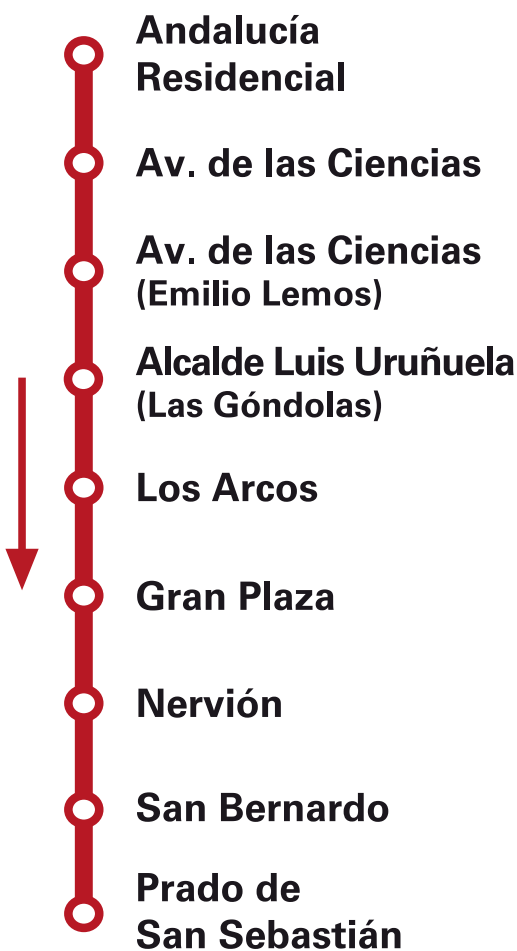 Andalucía
Residencial
Av. de las Ciencias
Av. de las Ciencias
(Emilio Lemos)
Alcalde Luis Uruñuela
(Las Góndolas)
Los Arcos
Gran Plaza
Nervión
San Bernardo
Prado de
San Sebastián